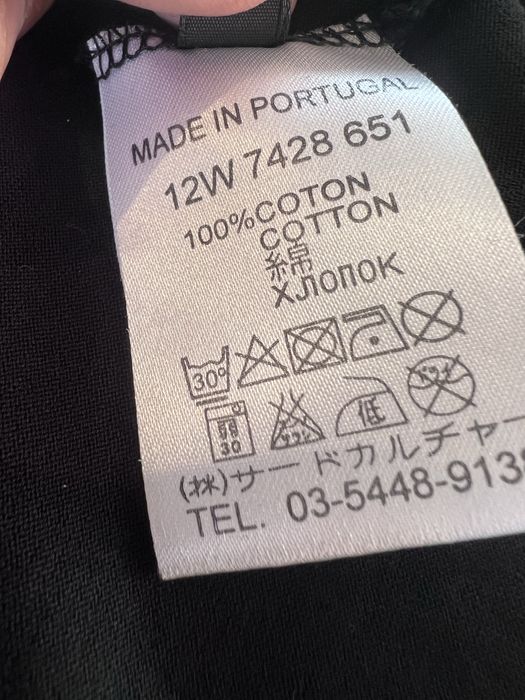 MADE IN PORTUGAL
12W 7428 651
100%COTON
COTTON
綿
ХЛОПОК
30°
弱
30
低
(株)サードカルチャー
TEL. 03-5448-913